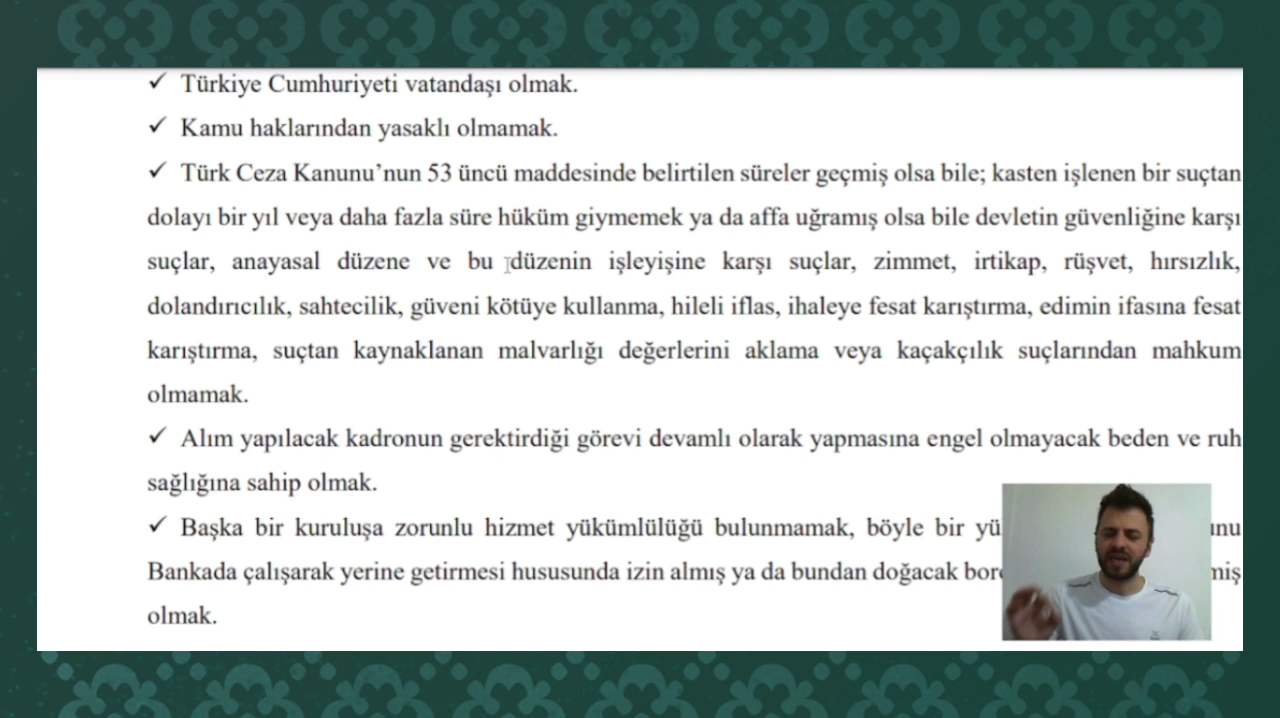 ✓ Türkiye Cumhuriyeti vatandaşı olmak.
✓ Kamu haklarından yasaklı olmamak.
✓ Türk Ceza Kanunu’nun 53 üncü maddesinde belirtilen süreler geçmiş olsa bile; kasten işlenen bir suçtan
dolayı bir yıl veya daha fazla süre hüküm giymemek ya da affa uğramış olsa bile devletin güvenliğine karşı
suçlar, anayasal düzene ve bu düzenin işleyişine karşı suçlar, zimmet, irtikap, rüşvet, hırsızlık,
dolandırıcılık, sahtecilik, güveni kötüye kullanma, hileli iflas, ihaleye fesat karıştırma, edimin ifasına fesat
karıştırma, suçtan kaynaklanan malvarlığı değerlerini aklama veya kaçakçılık suçlarından mahkum
olmamak.
✓ Alım yapılacak kadronun gerektirdiği görevi devamlı olarak yapmasına engel olmayacak beden ve ruh
sağlığına sahip olmak.
✓ Başka bir kuruluşa zorunlu hizmet yükümlülüğü bulunmamak, böyle bir
Bankada çalışarak yerine getirmesi hususunda izin almış ya da bundan doğacak
olmak.